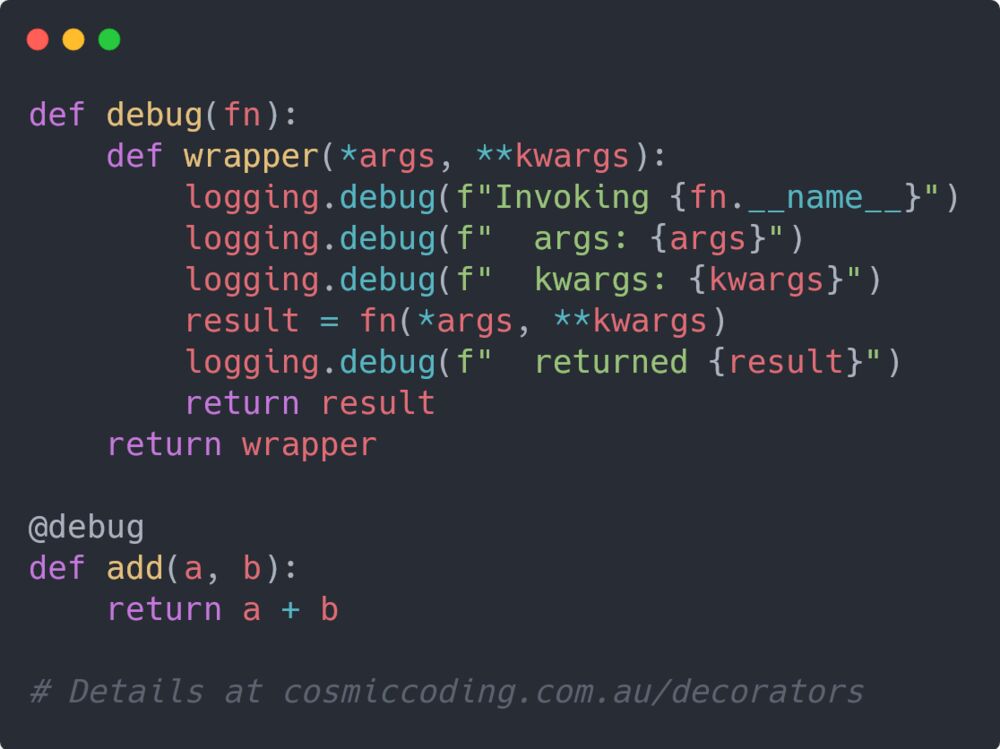 def debug(fn):
    def wrapper(*args, **kwargs):
        logging.debug(f"Invoking {fn.__name__}")
        logging.debug(f"  args: {args}")
        logging.debug(f"  kwargs: {kwargs}")
        result = fn(*args, **kwargs)
        logging.debug(f"  returned {result}")
        return result
    return wrapper

@debug
def add(a, b):
    return a + b

# Details at cosmiccoding.com.au/decorators